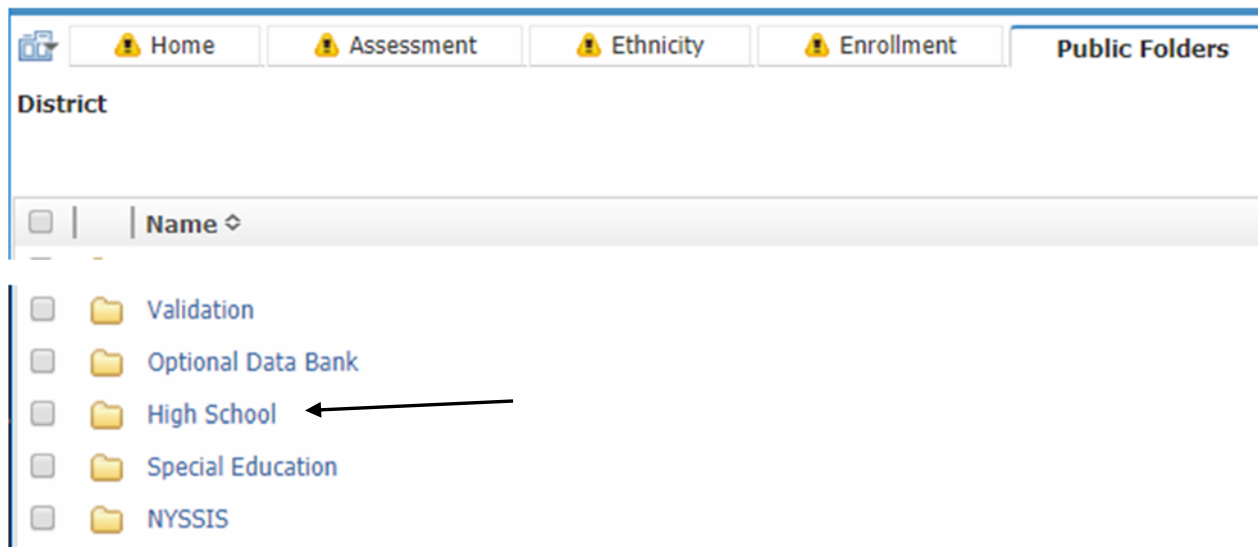 Home Assessment Ethnicity Enrollment Public Folders
District
Name
Validation
Optional Data Bank
High School
Special Education
NYSSIS